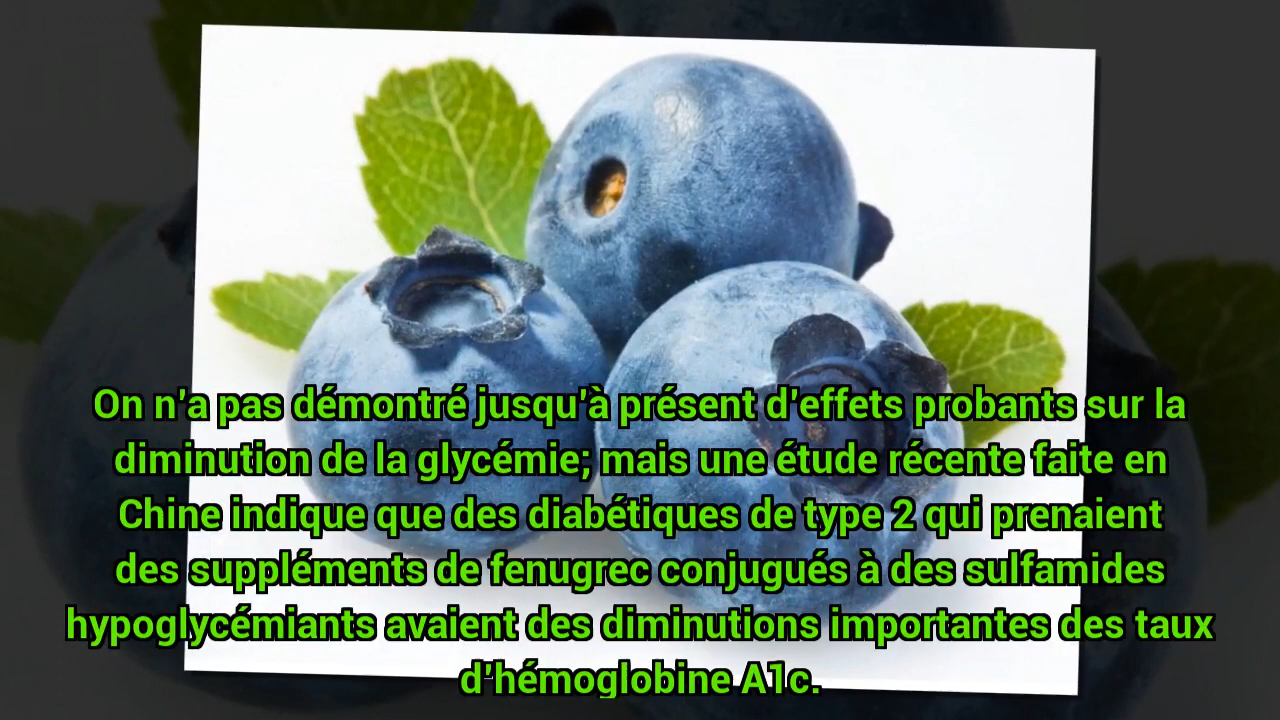 On n'a pas démontré jusqu'à présent d'effets probants sur la
diminution de la glycémie; mais une étude récente faite en
Chine indique que des diabétiques de type 2 qui prenaient
des suppléments de fenugrec conjugués à des sulfamides
hypoglycémiants avaient des diminutions importantes des taux
d'hémoglobine A1c.